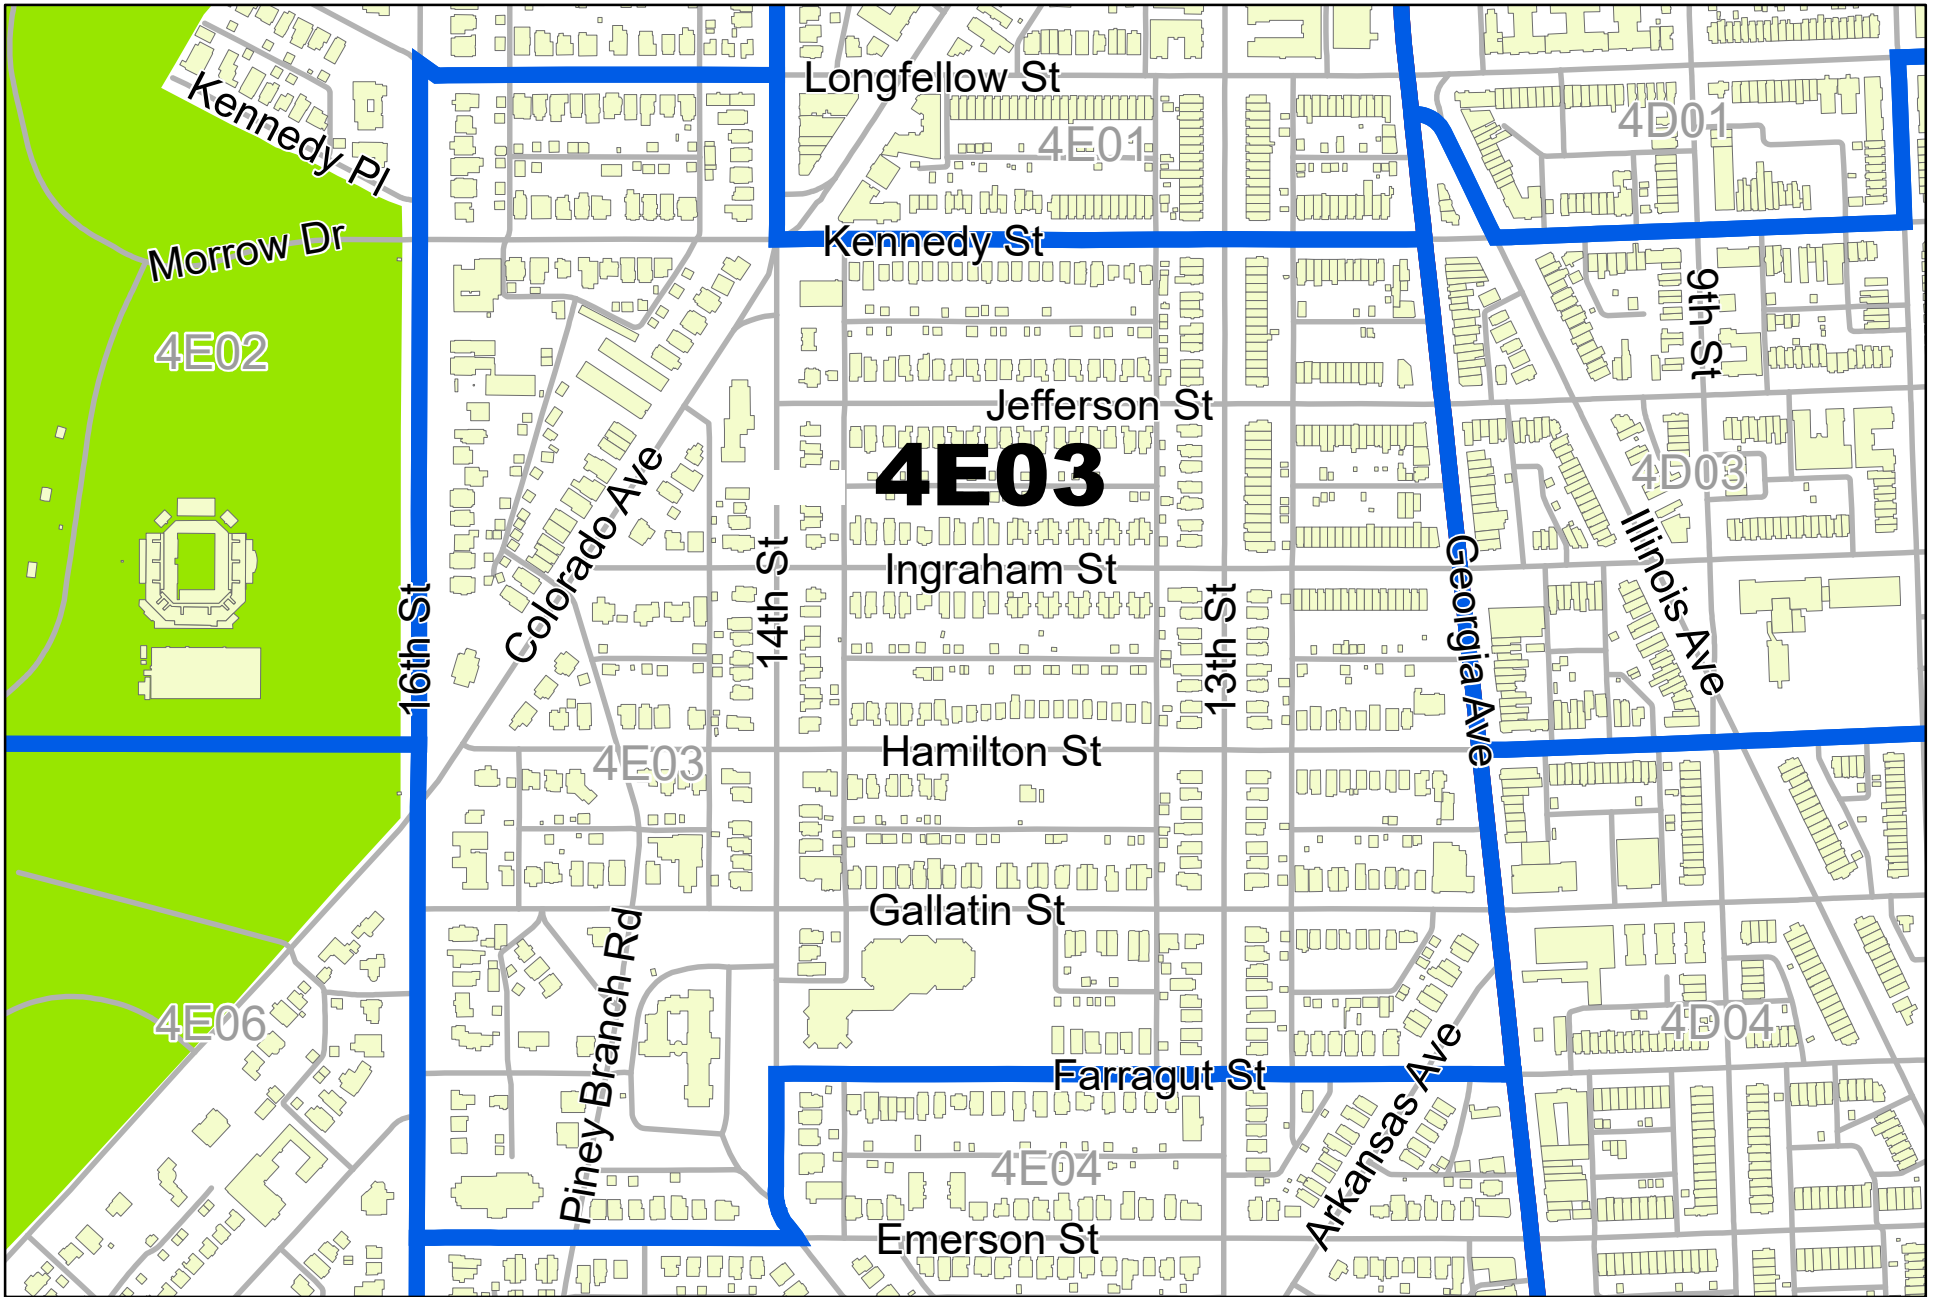 Longfellow St
Kennedy Pl
4E01
4D01
Morrow Dr
Kennedy St
9th St
4E02
Jefferson St
4E03
4D03
Colorado Ave
Illinois Ave
14th St
Ingraham St
16th St
13th St
Georgia Ave
4E03
Hamilton St
Gallatin St
Piney Branch Rd
4E06
4D04
Farragut St
Arkansas Ave
4E04
Emerson St